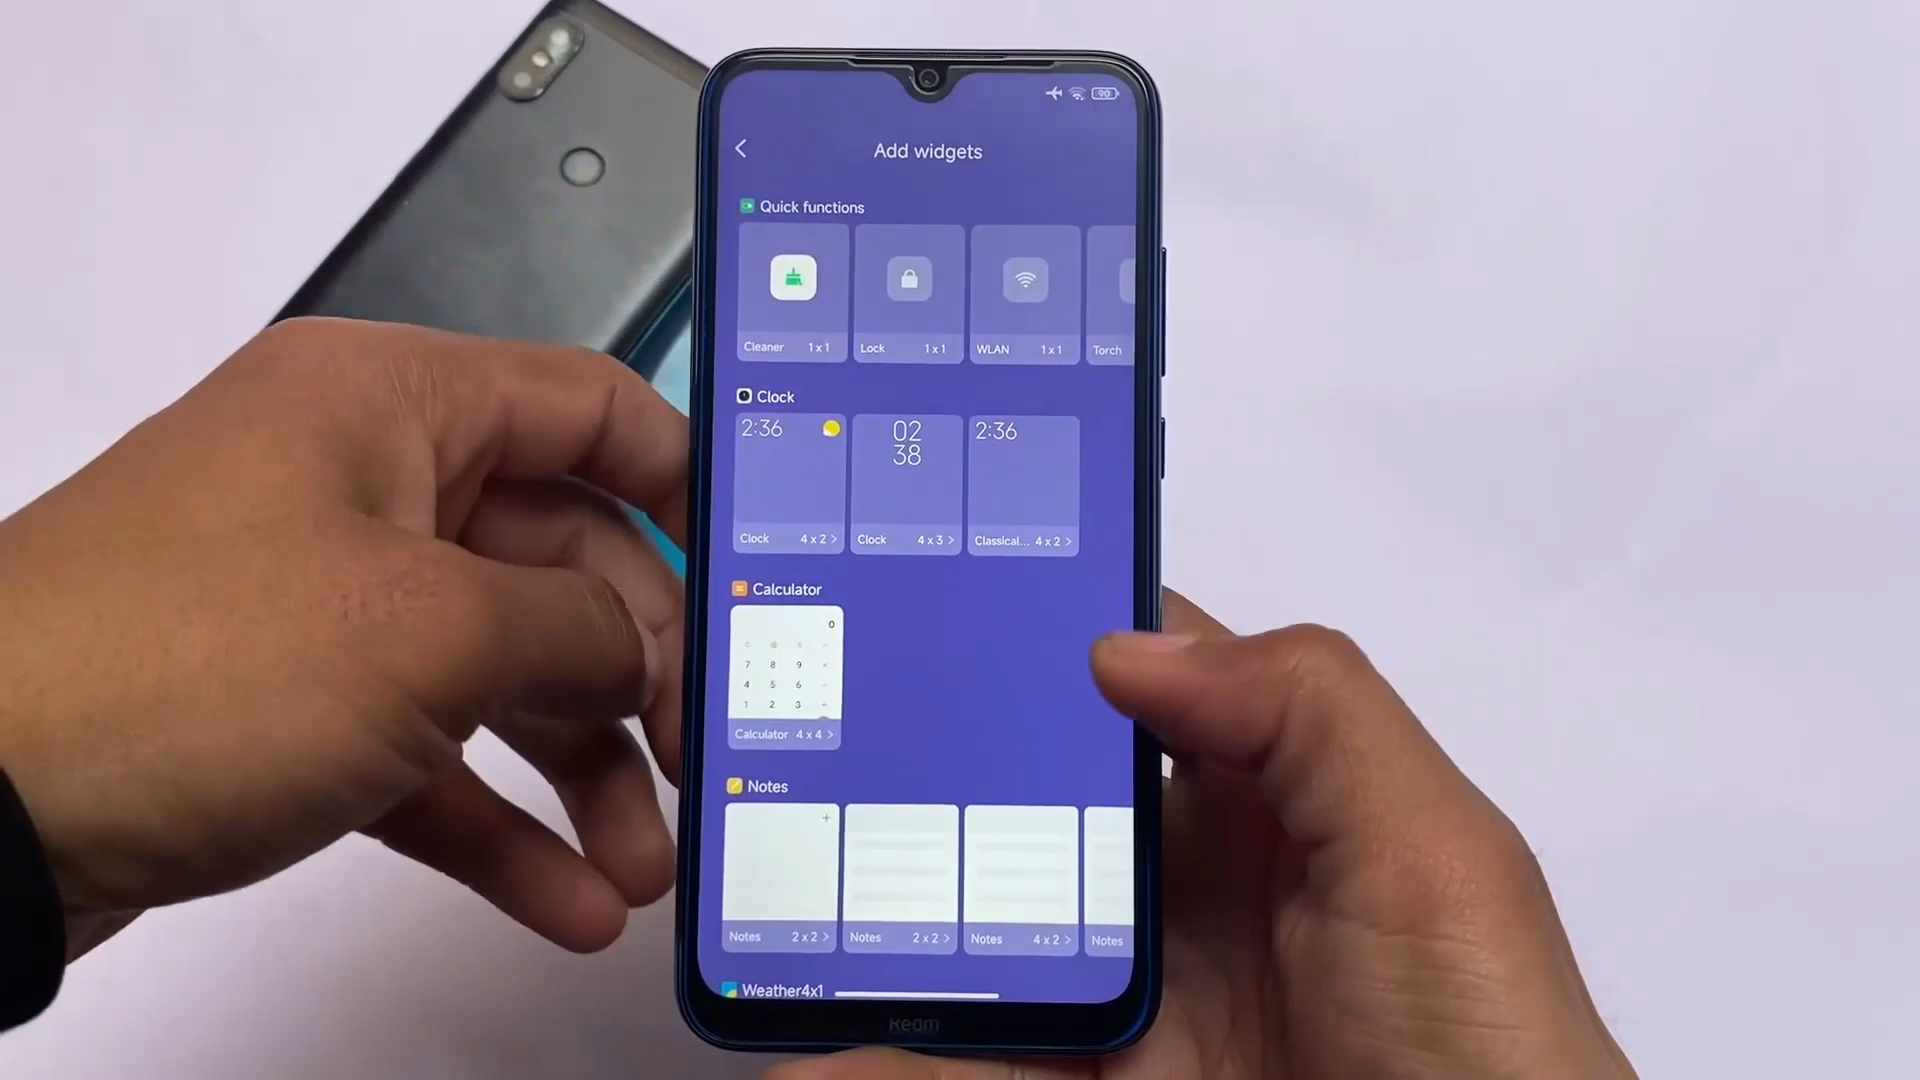 90
Add widgets
Quick functions
Cleaner 1 x 1
Lock 1 x 1
WLAN 1 x 1
Torch
Clock
2:36
02
38
2:36
Clock 4 x 2 >
Clock 4 x 3 >
Classical... 4 x 2 >
Calculator
0
7 8 9 ×
4 5 6 −
1 2 3 +
Calculator 4 x 4 >
Notes
+
Notes 2 x 2 >
Notes 2 x 2 >
Notes 4 x 2 >
Notes
Weather4x1